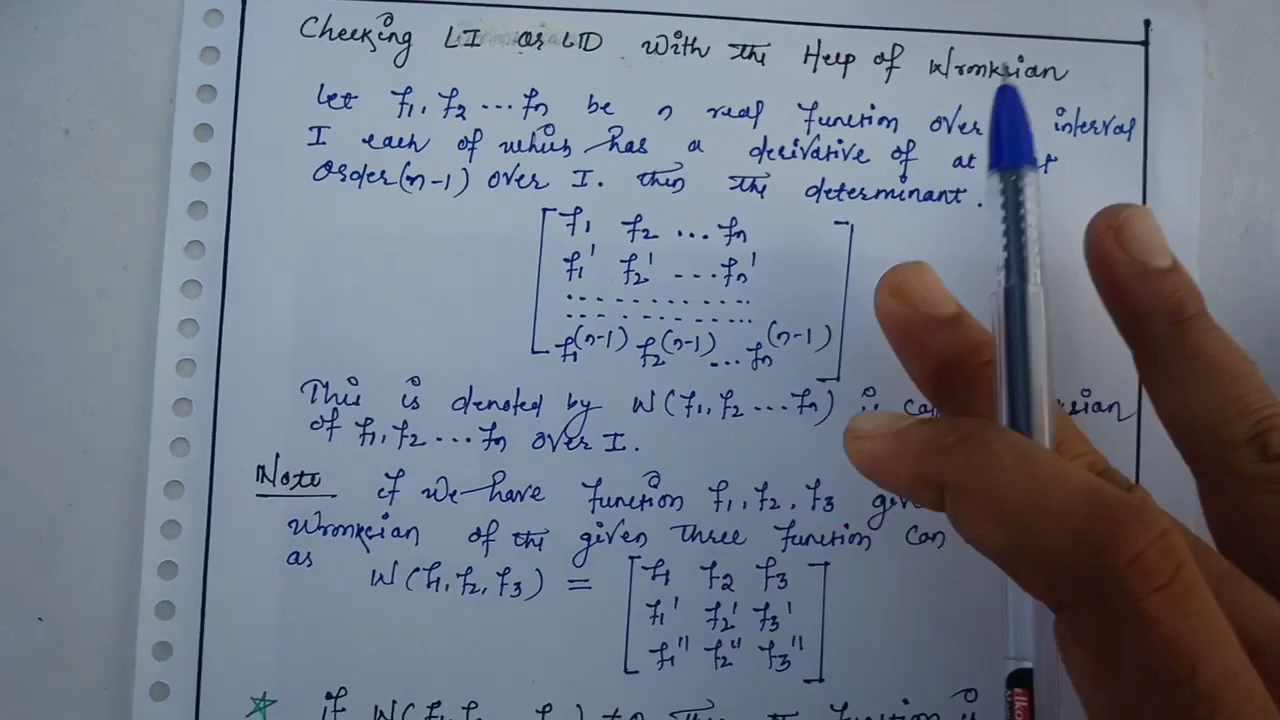 Checking LI or LID with the Help of Wronksian
Let f1, f2 ... fn be n real function over interval
I each of which has a derivative of at
order (n-1) over I. then the determinant.
f1 f2 ... fn
f1' f2' ... fn'
. . . . . . . . . . . .
. . . . . . . . . . . .
f1^(n-1) f2^(n-1) ... fn^(n-1)
This is denoted by W(f1, f2 ... fn)
of f1, f2 ... fn over I.
Note if we have function f1, f2, f3
Wronksian of the given three function can
as
W(f1, f2, f3) = f1 f2 f3
f1' f2' f3'
f1'' f2'' f3''